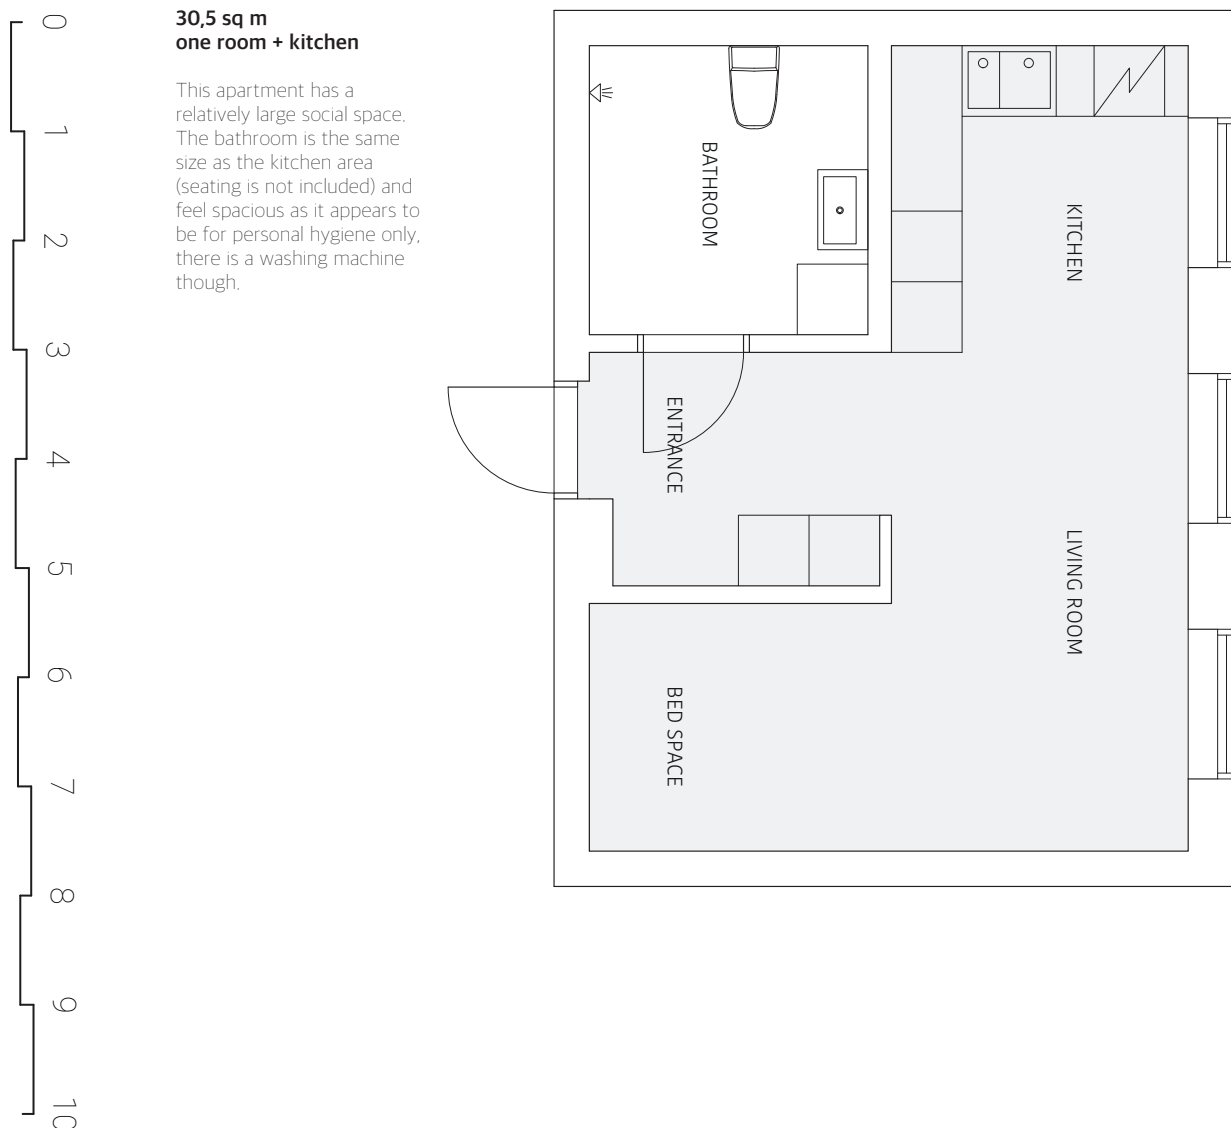 30,5 sq m
one room + kitchen
This apartment has a
relatively large social space.
The bathroom is the same
size as the kitchen area
(seating is not included) and
feel spacious as it appears to
be for personal hygiene only,
there is a washing machine
though.
0
1
2
3
4
5
6
7
8
9
10
BATHROOM
KITCHEN
ENTRANCE
LIVING ROOM
BED SPACE